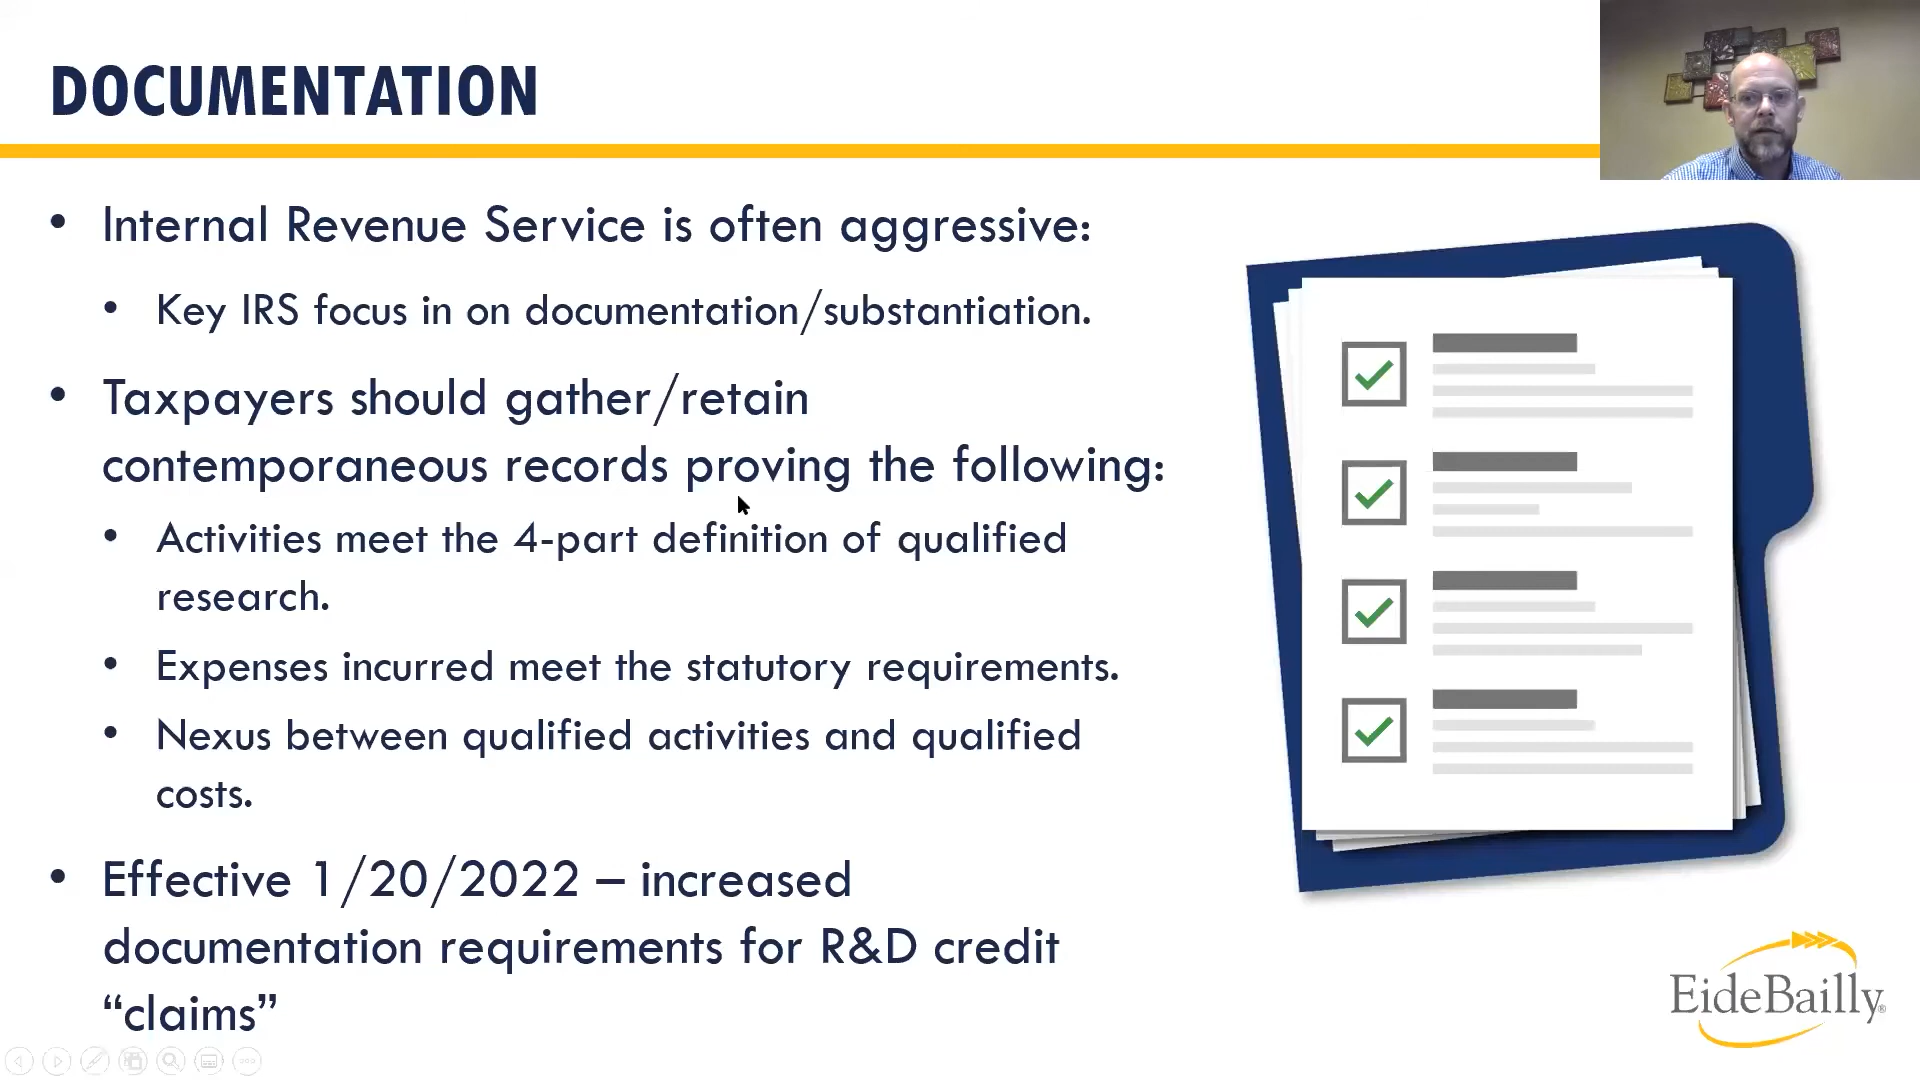 DOCUMENTATION
• Internal Revenue Service is often aggressive:
• Key IRS focus in on documentation/substantiation.
• Taxpayers should gather/retain
contemporaneous records proving the following:
• Activities meet the 4-part definition of qualified
research.
• Expenses incurred meet the statutory requirements.
• Nexus between qualified activities and qualified
costs.
• Effective 1/20/2022 – increased
documentation requirements for R&D credit
“claims”
EideBailly®